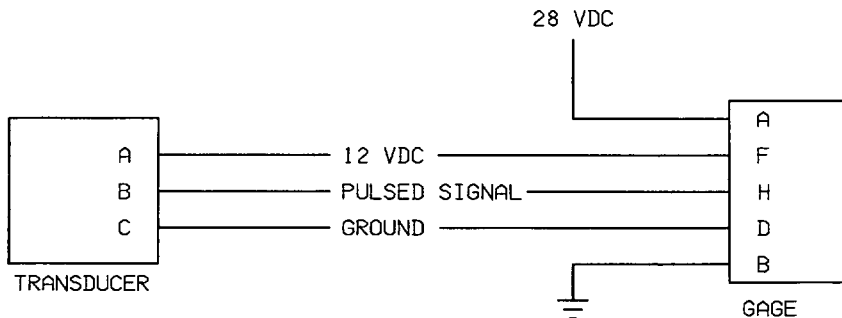 28 VDC
A
A 12 VDC F
B PULSED SIGNAL H
C GROUND D
B
TRANSDUCER
GAGE